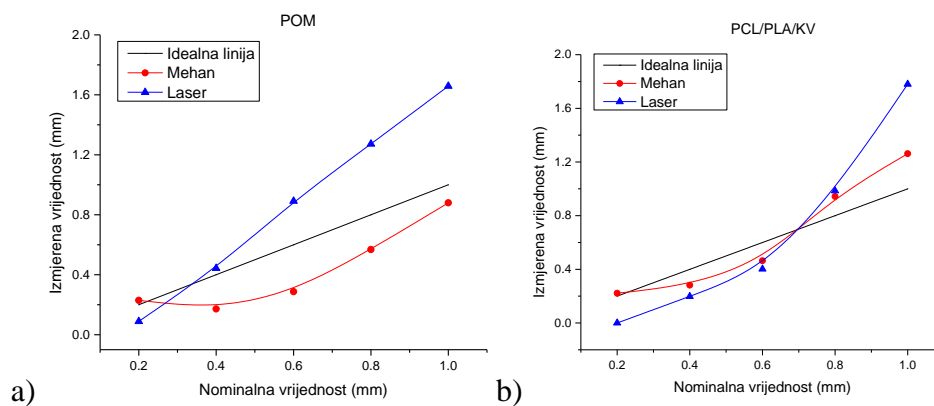 POM
2.0
1.6
1.2
0.8
0.4
0.0
Izmjerena vrijednost (mm)
Idealna linija
Mehan
Laser
0.2 0.4 0.6 0.8 1.0
Nominalna vrijednost (mm)
a)
PCL/PLA/KV
2.0
1.6
1.2
0.8
0.4
0.0
Izmjerena vrijednost (mm)
Idealna linija
Mehan
Laser
0.2 0.4 0.6 0.8 1.0
Nominalna vrijednost (mm)
b)